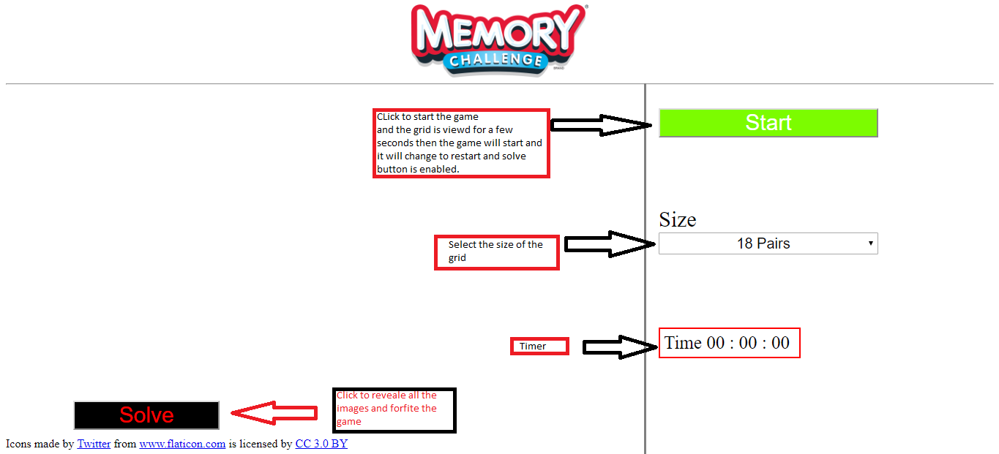 MEMORY®
CHALLENGE
BRAND
CLick to start the game
and the grid is viewd for a few
seconds then the game will start and
it will change to restart and solve
button is enabled.
Start
Size
Select the size of the
grid
18 Pairs
Timer
Time 00 : 00 : 00
Click to reveale all the
images and forfite the
game
Solve
Icons made by Twitter from www.flaticon.com is licensed by CC 3.0 BY